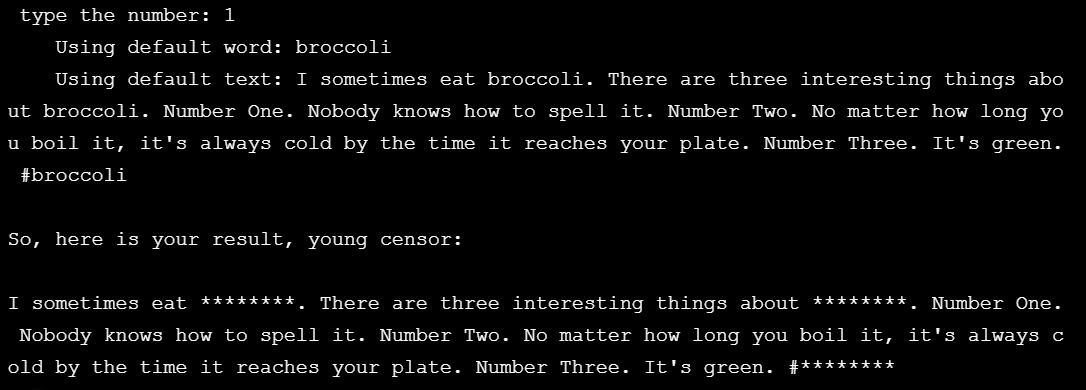 type the number: 1
Using default word: broccoli
Using default text: I sometimes eat broccoli. There are three interesting things abo
ut broccoli. Number One. Nobody knows how to spell it. Number Two. No matter how long yo
u boil it, it's always cold by the time it reaches your plate. Number Three. It's green.
#broccoli
So, here is your result, young censor:
I sometimes eat ********. There are three interesting things about ********. Number One.
Nobody knows how to spell it. Number Two. No matter how long you boil it, it's always c
old by the time it reaches your plate. Number Three. It's green. #********